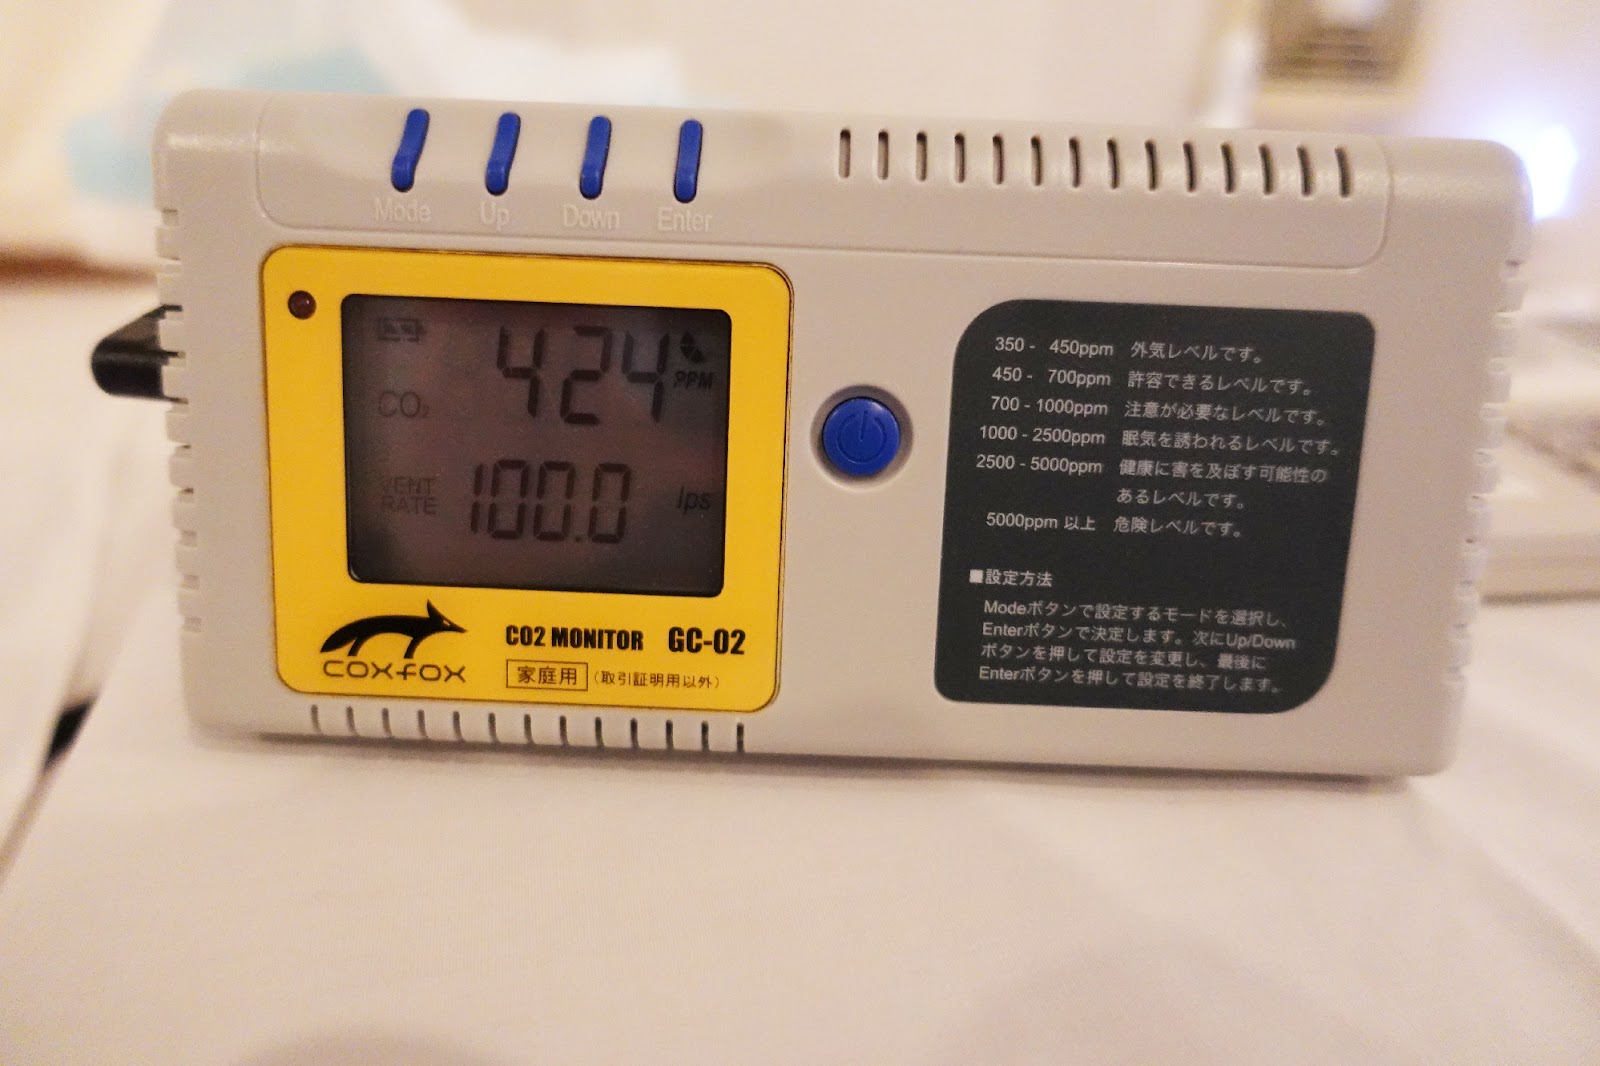 Mode Up Down Enter
424 PPM
CO₂
VENT
RATE
100.0 lps
coxfox
CO2 MONITOR GC-02
家庭用 (取引証明用以外)
350 - 450ppm 外気レベルです。
450 - 700ppm 許容できるレベルです。
700 - 1000ppm 注意が必要なレベルです。
1000 - 2500ppm 眠気を誘われるレベルです。
2500 - 5000ppm 健康に害を及ぼす可能性の
あるレベルです。
5000ppm 以上 危険レベルです。
■設定方法
Modeボタンで設定するモードを選択し、
Enterボタンで決定します。次にUp/Down
ボタンを押して設定を変更し、最後に
Enterボタンを押して設定を終了します。